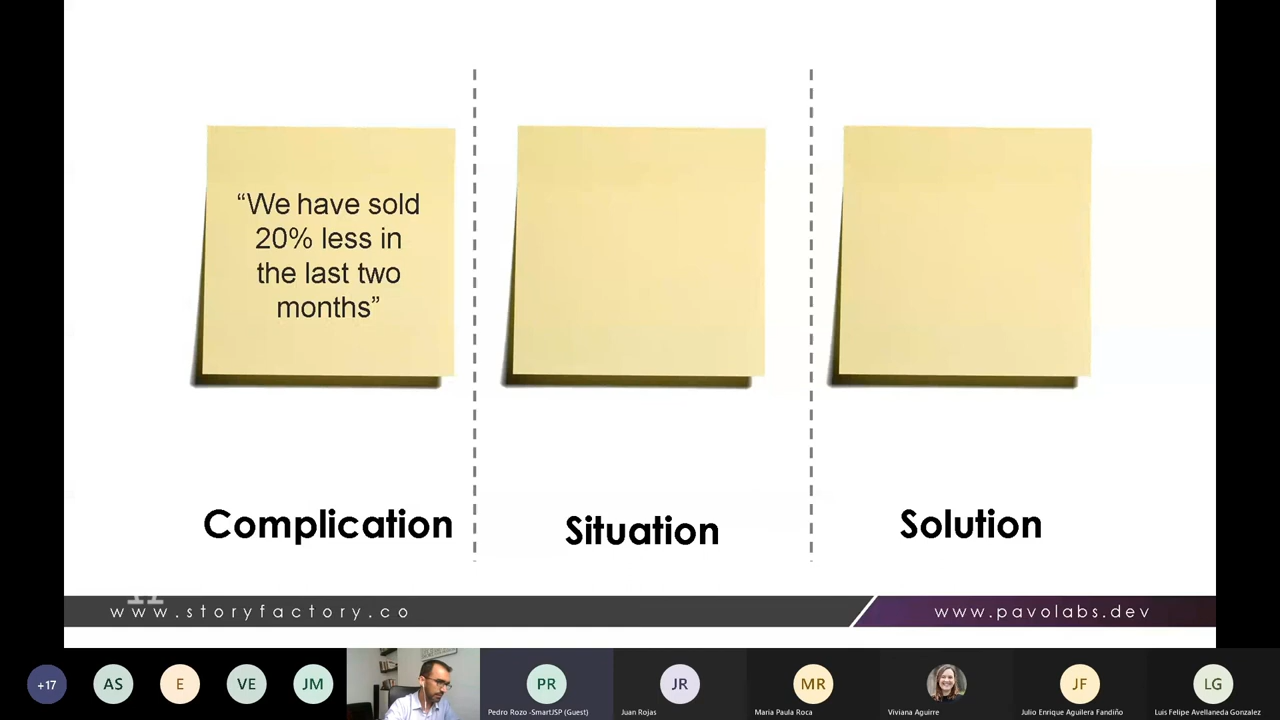 “We have sold
20% less in
the last two
months”
Complication
Situation
Solution
www.storyfactory.co
www.pavolabs.dev
+17
AS
E
VE
JM
PR
JR
MR
JF
LG
Pedro Rozo -SmartJSP (Guest)
Juan Rojas
Maria Paula Roca
Viviana Aguirre
Julio Enrique Aguilera Fandiño
Luis Felipe Avellaneda Gonzalez